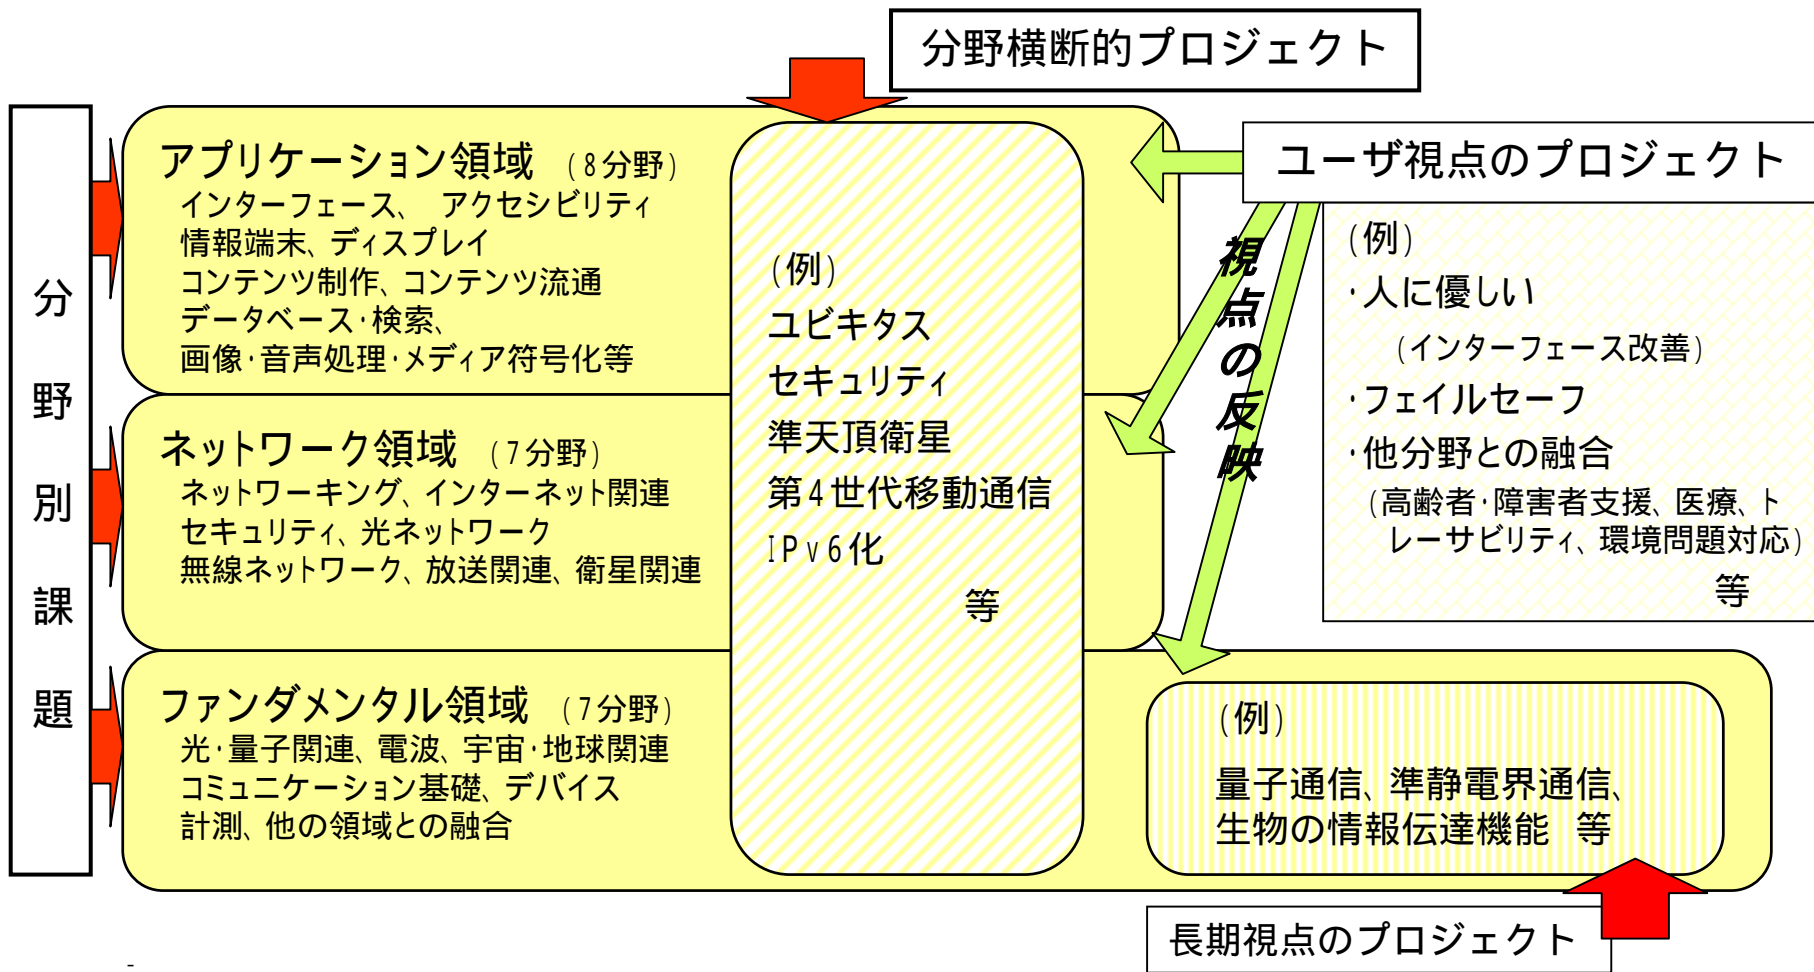 分野横断的プロジェクト
分野別課題
アプリケーション領域 (8分野)
インターフェース、 アクセシビリティ
情報端末、ディスプレイ
コンテンツ制作、コンテンツ流通
データベース・検索、
画像・音声処理・メディア符号化等
ネットワーク領域 (7分野)
ネットワーキング、インターネット関連
セキュリティ、光ネットワーク
無線ネットワーク、放送関連、衛星関連
ファンダメンタル領域 (7分野)
光・量子関連、電波、宇宙・地球関連
コミュニケーション基礎、デバイス
計測、他の領域との融合
(例)
ユビキタス
セキュリティ
準天頂衛星
第4世代移動通信
IPv6化
等
視点の反映
ユーザ視点のプロジェクト
(例)
・人に優しい
(インターフェース改善)
・フェイルセーフ
・他分野との融合
(高齢者・障害者支援、医療、ト
レーサビリティ、環境問題対応)
等
(例)
量子通信、準静電界通信、
生物の情報伝達機能 等
長期視点のプロジェクト
-